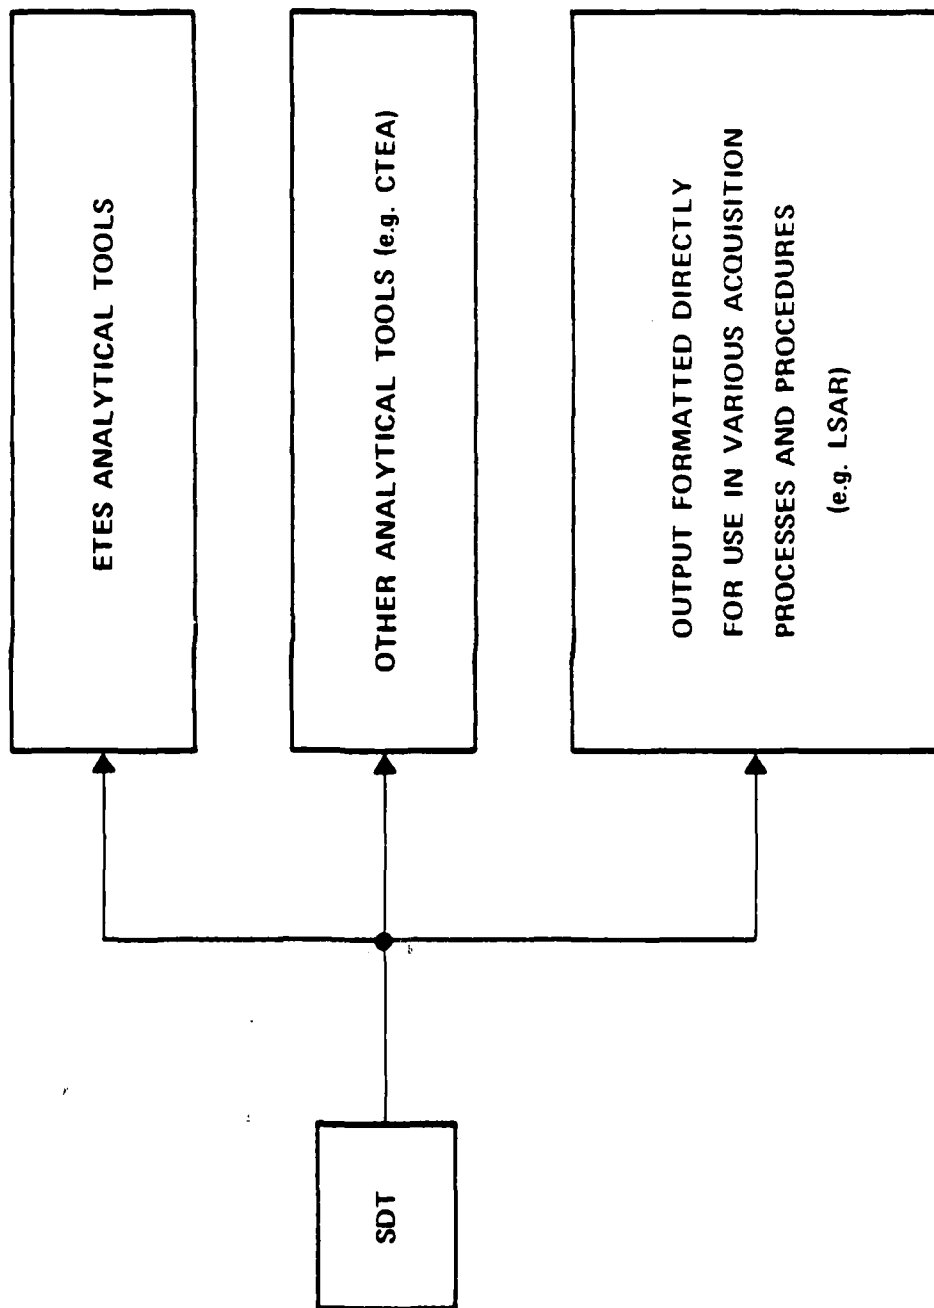 ETES ANALYTICAL TOOLS
OTHER ANALYTICAL TOOLS (e.g. CTEA)
OUTPUT FORMATTED DIRECTLY
FOR USE IN VARIOUS ACQUISITION
PROCESSES AND PROCEDURES
(e.g. LSAR)
SDT